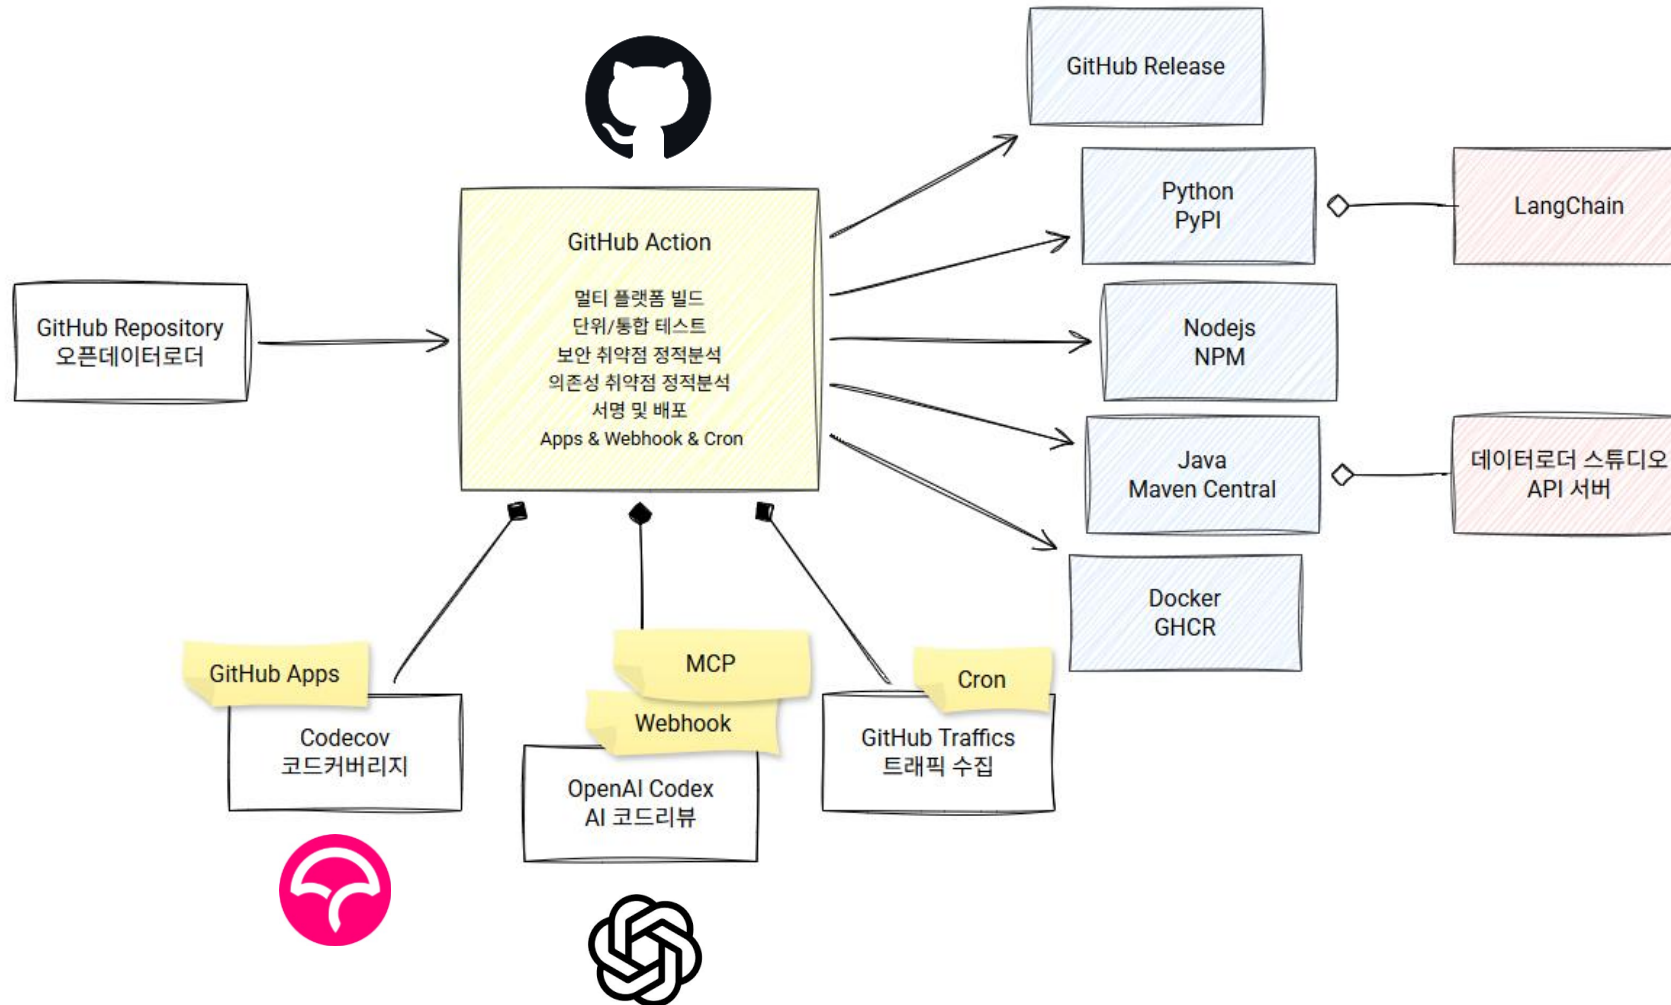 GitHub Repository
오픈데이터로더
GitHub Action
멀티 플랫폼 빌드
단위/통합 테스트
보안 취약점 정적분석
의존성 취약점 정적분석
서명 및 배포
Apps & Webhook & Cron
GitHub Release
Python
PyPI
LangChain
Nodejs
NPM
Java
Maven Central
데이터로더 스튜디오
API 서버
Docker
GHCR
GitHub Apps
Codecov
코드커버리지
MCP
Webhook
OpenAI Codex
AI 코드리뷰
Cron
GitHub Traffics
트래픽 수집